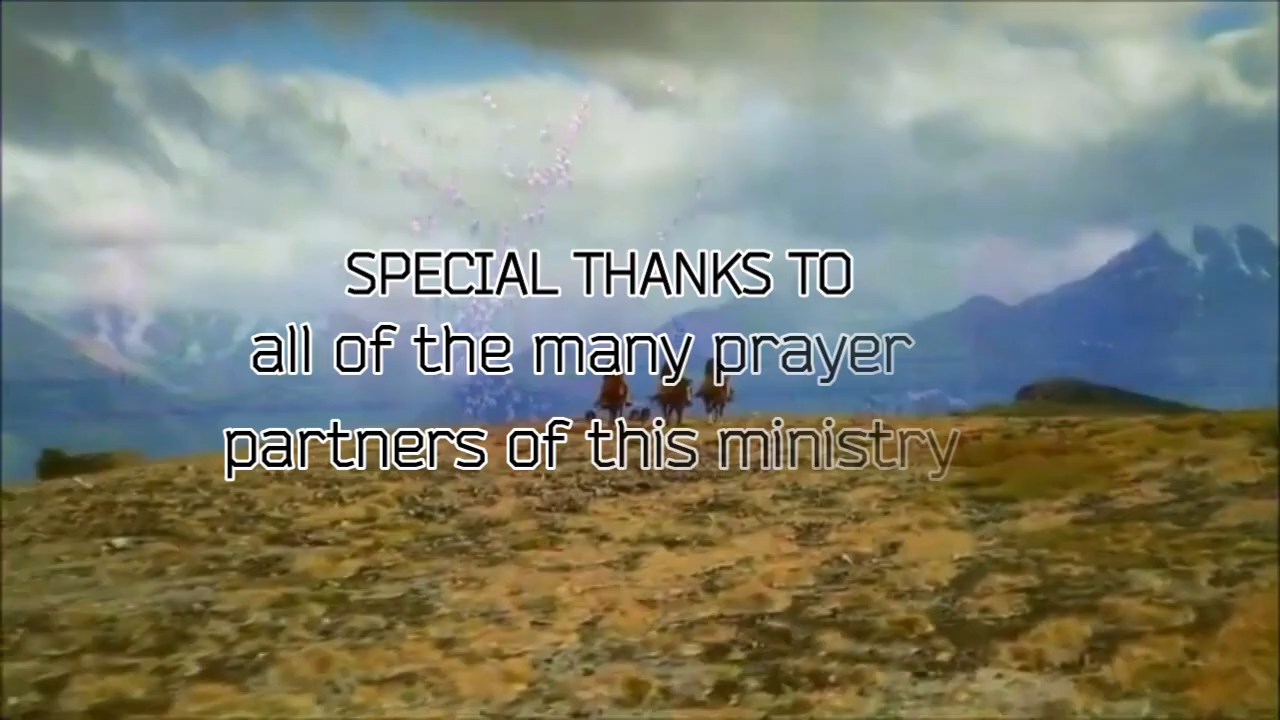 SPECIAL THANKS TO
all of the many prayer
partners of this ministry